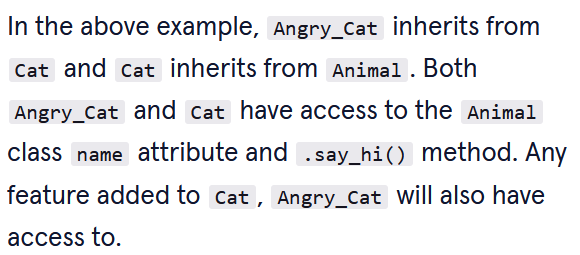 In the above example, Angry_Cat inherits from
Cat and Cat inherits from Animal. Both
Angry_Cat and Cat have access to the Animal
class name attribute and .say_hi() method. Any
feature added to Cat, Angry_Cat will also have
access to.